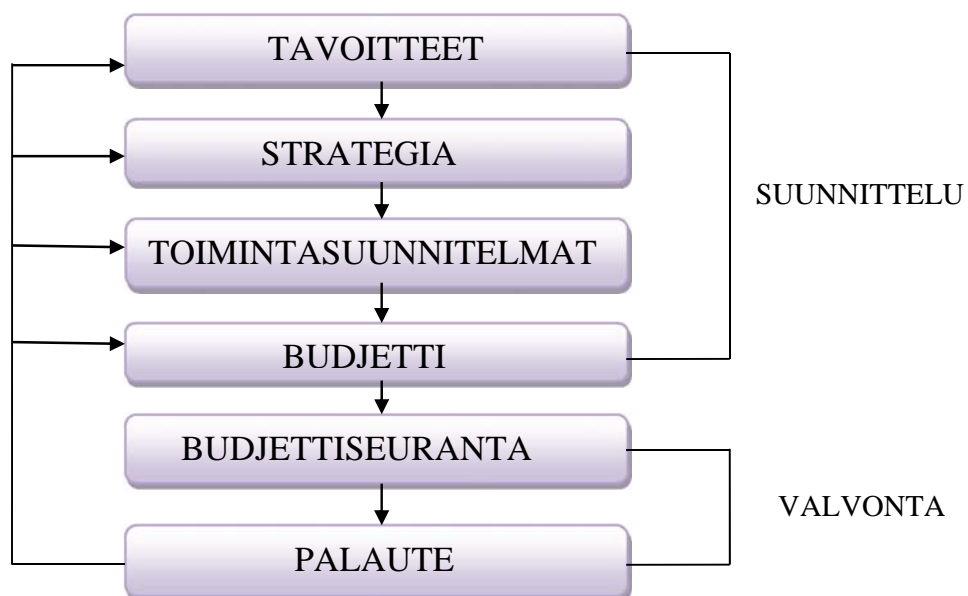 TAVOITTEET
STRATEGIA
SUUNNITTELU
TOIMINTASUUNNITELMAT
BUDJETTI
BUDJETTISEURANTA
VALVONTA
PALAUTE